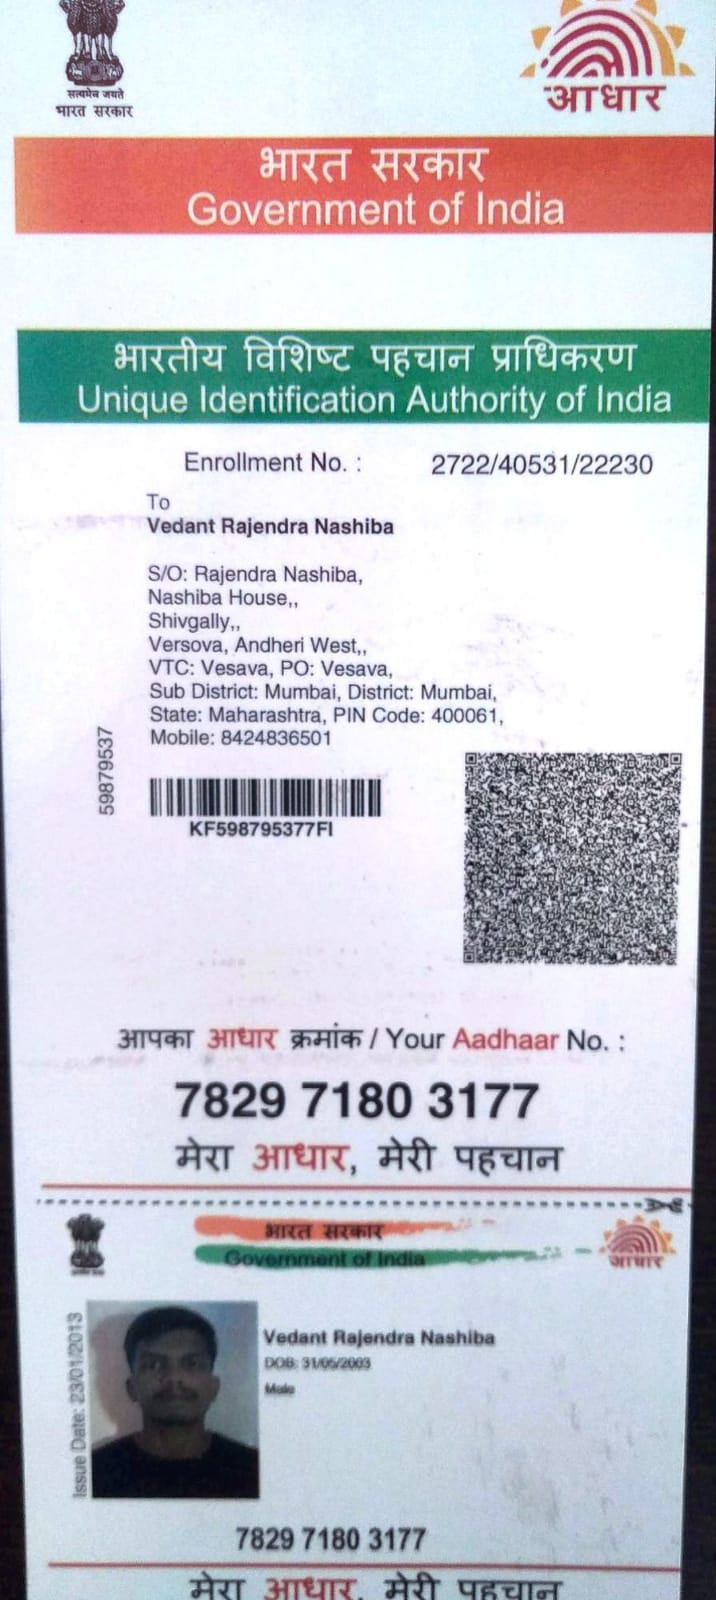 सत्यमेव जयते
भारत सरकार
आधार
भारत सरकार
Government of India
भारतीय विशिष्ट पहचान प्राधिकरण
Unique Identification Authority of India
Enrollment No. : 2722/40531/22230
To
Vedant Rajendra Nashiba
S/O: Rajendra Nashiba,
Nashiba House,,
Shivgally,,
Versova, Andheri West,,
VTC: Vesava, PO: Vesava,
Sub District: Mumbai, District: Mumbai,
State: Maharashtra, PIN Code: 400061,
Mobile: 8424836501
59879537
KF598795377FI
आपका आधार क्रमांक / Your Aadhaar No. :
7829 7180 3177
मेरा आधार, मेरी पहचान
भारत सरकार
Government of India
आधार
Issue Date: 23/01/2013
Vedant Rajendra Nashiba
DOB: 31/05/2003
Male
7829 7180 3177
मेरा आधार, मेरी पहचान